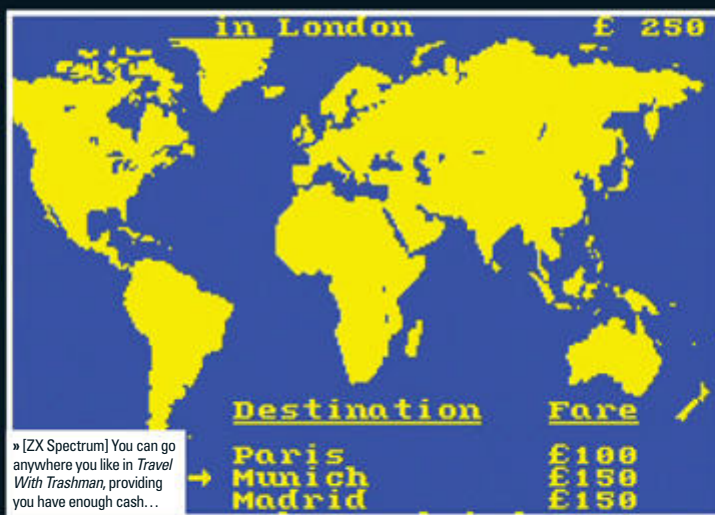 in London £ 250
Destination Fare
Paris £100
→ Munich £150
Madrid £150
» [ZX Spectrum] You can go
anywhere you like in Travel
With Trashman, providing
you have enough cash...